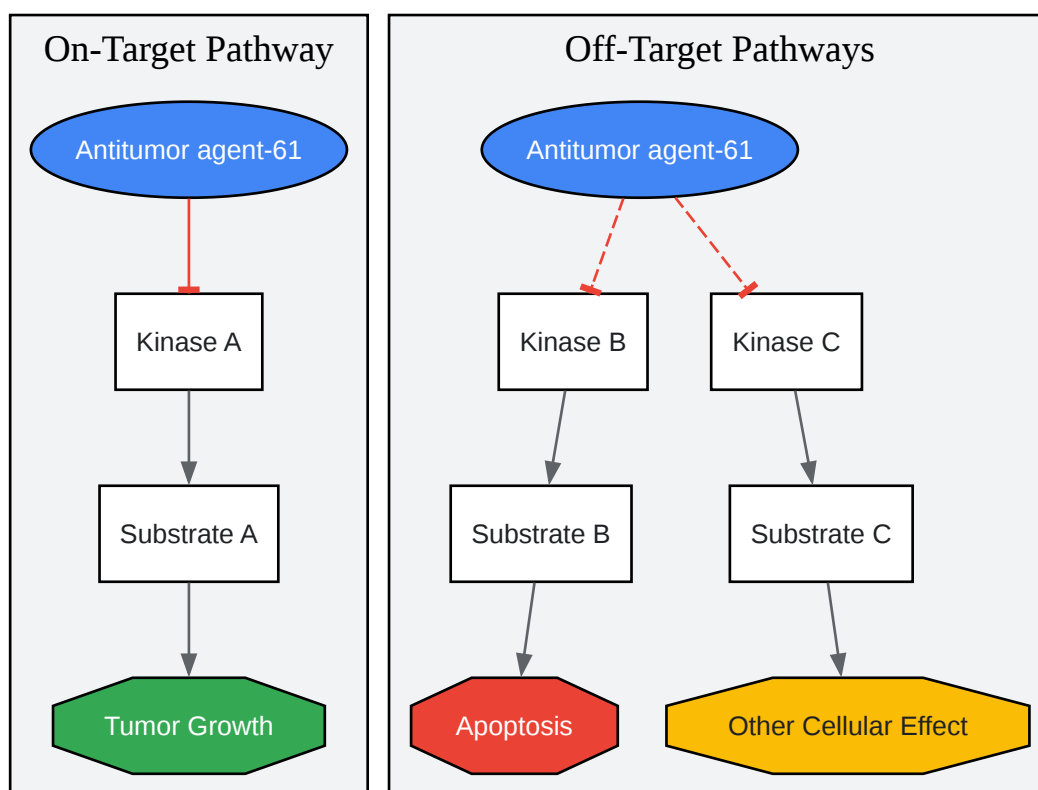 On-Target Pathway
Antitumor agent-61
Kinase A
Substrate A
Tumor Growth
Off-Target Pathways
Antitumor agent-61
Kinase B
Kinase C
Substrate B
Substrate C
Apoptosis
Other Cellular Effect